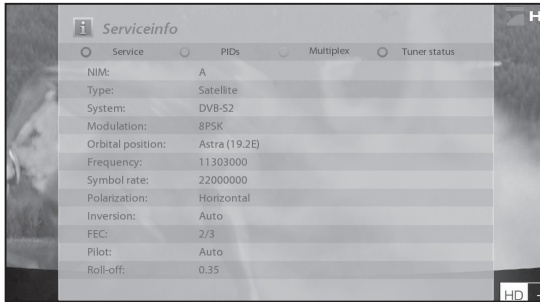 i Serviceinfo
H
Service PIDs Multiplex Tuner status
NIM: A
Type: Satellite
System: DVB-S2
Modulation: 8PSK
Orbital position: Astra (19.2E)
Frequency: 11303000
Symbol rate: 22000000
Polarization: Horizontal
Inversion: Auto
FEC: 2/3
Pilot: Auto
Roll-off: 0.35
HD